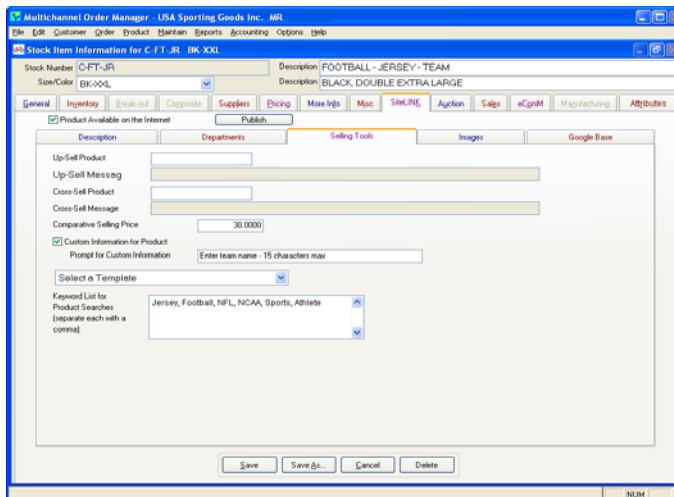 Multichannel Order Manager - USA Sporting Goods Inc. MR
File Edit Customer Order Product Maintain Reports Accounting Options Help
Stock Item Information for C-FT-JR BK-XXL
Stock Number C-FT-JR Description FOOTBALL - JERSEY - TEAM
Size/Color BK-XXL Description BLACK, DOUBLE EXTRA LARGE
General Inventory Break-out Composite Suppliers Pricing More Info Misc SiteLINK Auction Sales eComM Manufacturing Attributes
Product Available on the Internet Publish
Description Departments Selling Tools Images Google Base
Up-Sell Product
Up-Sell Messag
Cross-Sell Product
Cross-Sell Message
Comparative Selling Price 30.0000
Custom Information for Product
Prompt for Custom Information Enter team name - 15 characters max
Select a Template
Keyword List for
Product Searches
(separate each with a
comma)
Jersey, Football, NFL, NCAA, Sports, Athlete
Save Save As... Cancel Delete
NUM